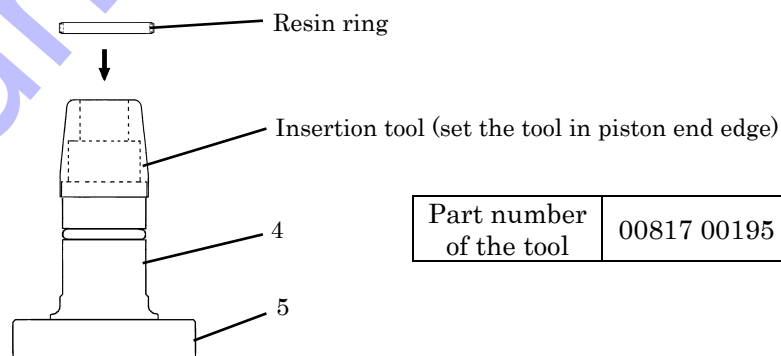 Resin ring
Insertion tool (set the tool in piston end edge)
Part number
of the tool
00817 00195
4
5